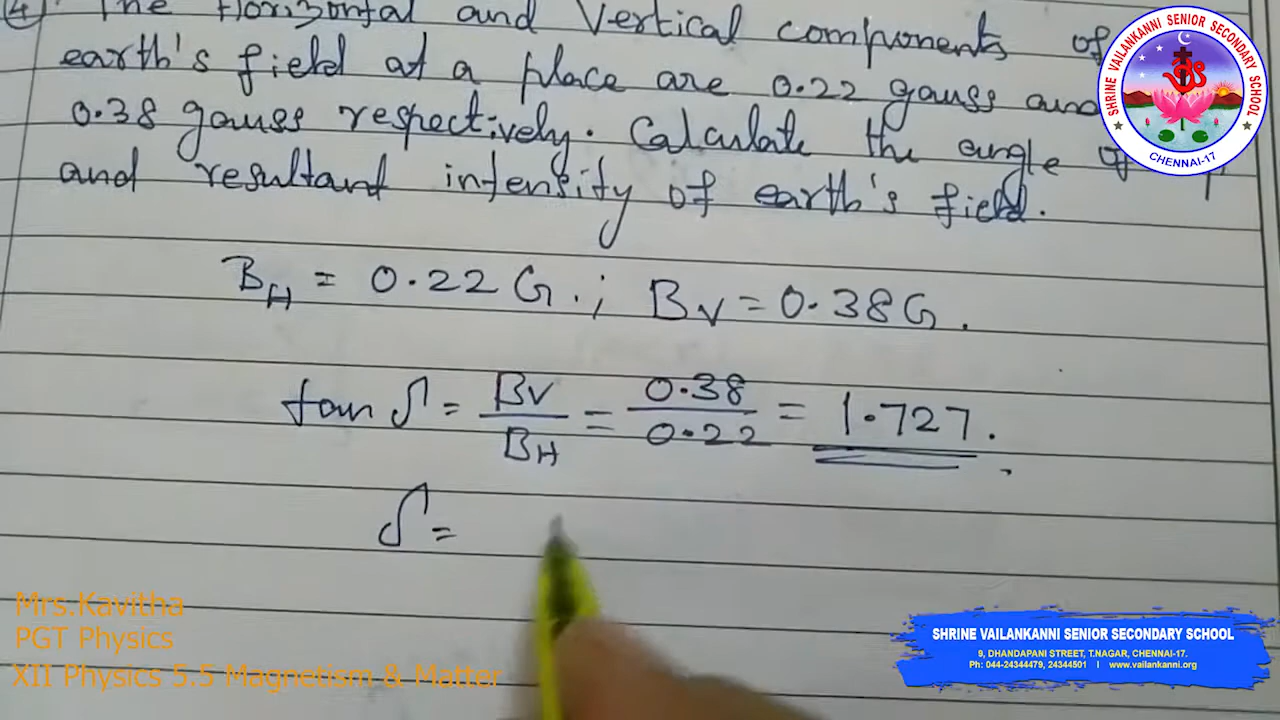 (4). The Horizontal and Vertical components of
earth's field at a place are 0.22 gauss and
0.38 gauss respectively. Calculate the angle of
and resultant intensity of earth's field.
B_H = 0.22 G.; B_V = 0.38 G.
tan δ = B_V / B_H = 0.38 / 0.22 = 1.727.
δ =
SHRINE VAILANKANNI SENIOR SECONDARY SCHOOL
CHENNAI-17
Mrs.Kavitha
PGT Physics
XII Physics 5.5 Magnetism & Matter
SHRINE VAILANKANNI SENIOR SECONDARY SCHOOL
9, DHANDAPANI STREET, T.NAGAR, CHENNAI-17.
Ph: 044-24344479, 24344501 | www.vailankanni.org